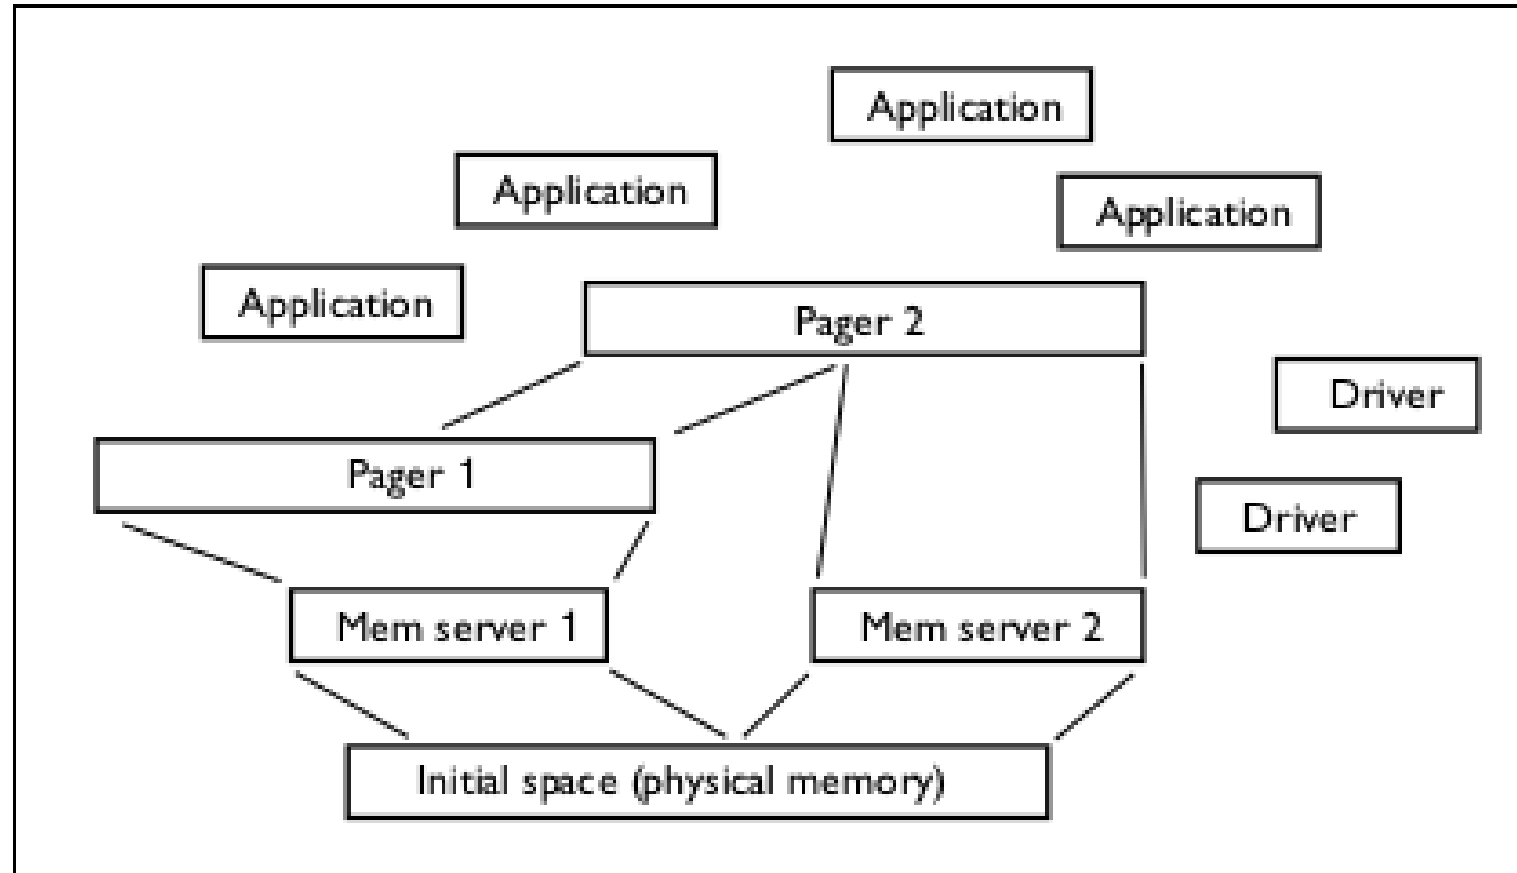 Application
Application
Application
Application
Pager 2
Driver
Pager 1
Driver
Mem server 1
Mem server 2
Initial space (physical memory)